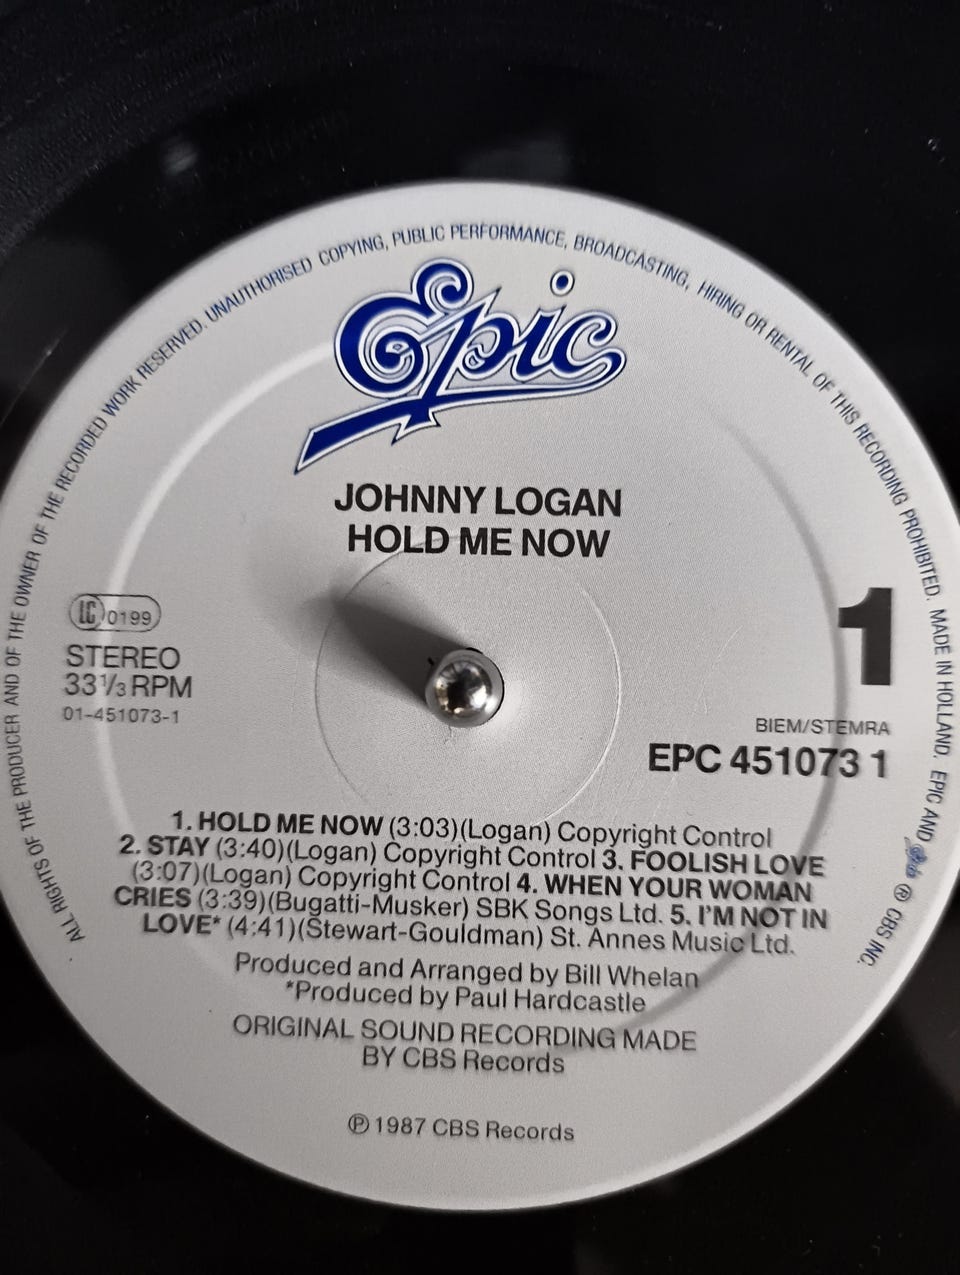 ALL RIGHTS OF THE PRODUCER AND OF THE OWNER OF THE RECORDED WORK RESERVED. UNAUTHORISED COPYING, PUBLIC PERFORMANCE, BROADCASTING, HIRING OR RENTAL OF THIS RECORDING PROHIBITED. MADE IN HOLLAND. EPIC AND Epic ® CBS INC.
Epic
JOHNNY LOGAN
HOLD ME NOW
LC 0199
STEREO
33⅓ RPM
01-451073-1
1
BIEM/STEMRA
EPC 451073 1
1. HOLD ME NOW (3:03)(Logan) Copyright Control
2. STAY (3:40)(Logan) Copyright Control 3. FOOLISH LOVE
(3:07)(Logan) Copyright Control 4. WHEN YOUR WOMAN
CRIES (3:39)(Bugatti-Musker) SBK Songs Ltd. 5. I'M NOT IN
LOVE* (4:41)(Stewart-Gouldman) St. Annes Music Ltd.
Produced and Arranged by Bill Whelan
*Produced by Paul Hardcastle
ORIGINAL SOUND RECORDING MADE
BY CBS Records
℗ 1987 CBS Records